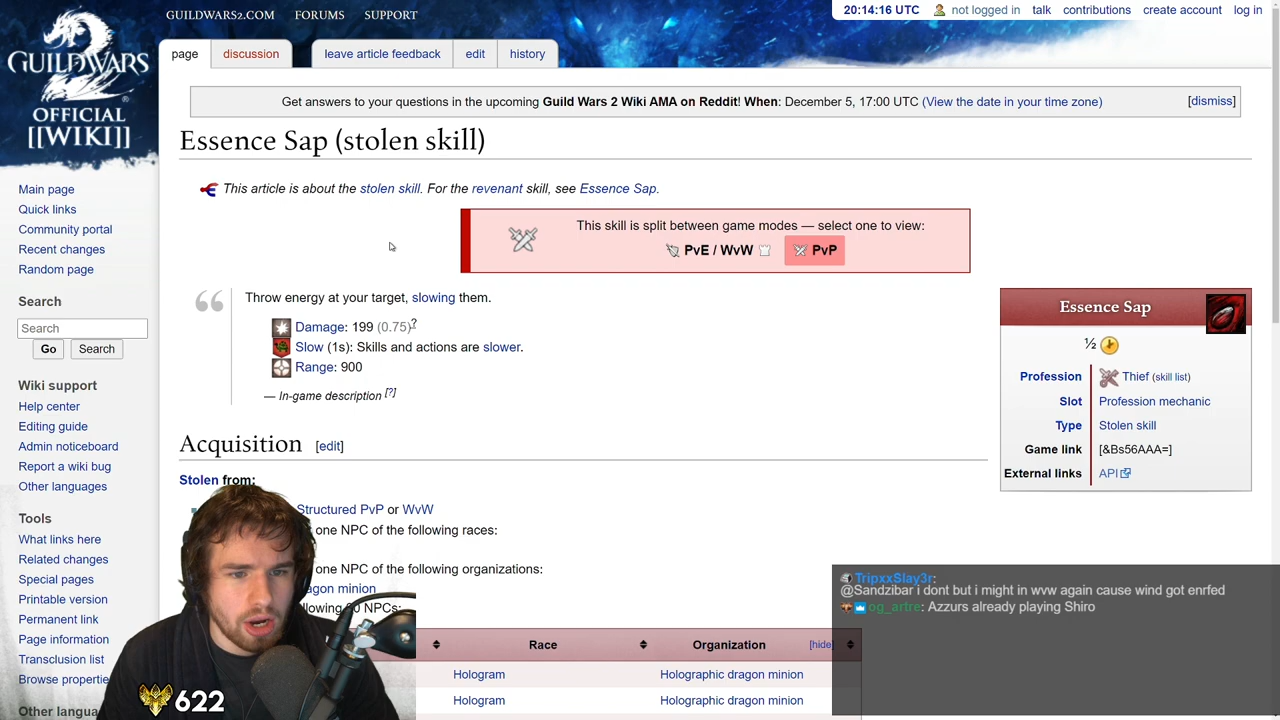 GUILDWARS2.COM FORUMS SUPPORT
20:14:16 UTC not logged in talk contributions create account log in
GUILDWARS 2
OFFICIAL
[[WIKI]]
page discussion leave article feedback edit history
Get answers to your questions in the upcoming Guild Wars 2 Wiki AMA on Reddit! When: December 5, 17:00 UTC (View the date in your time zone) [dismiss]
Essence Sap (stolen skill)
This article is about the stolen skill. For the revenant skill, see Essence Sap.
This skill is split between game modes — select one to view:
PvE / WvW PvP
Throw energy at your target, slowing them.
Damage: 199 (0.75)?
Slow (1s): Skills and actions are slower.
Range: 900
— In-game description [?]
Essence Sap
½
Profession Thief (skill list)
Slot Profession mechanic
Type Stolen skill
Game link [&Bs56AAA=]
External links API
Acquisition [edit]
Stolen from:
Structured PvP or WvW
one NPC of the following races:
one NPC of the following organizations:
agon minion
llowing 30 NPCs:
Race Organization [hide]
Hologram Holographic dragon minion
Hologram Holographic dragon minion
Main page
Quick links
Community portal
Recent changes
Random page
Search
Search
Go Search
Wiki support
Help center
Editing guide
Admin noticeboard
Report a wiki bug
Other languages
Tools
What links here
Related changes
Special pages
Printable version
Permanent link
Page information
Transclusion list
Browse propertie
Other langua
622
TripxxSlay3r:
@Sandzibar i dont but i might in wvw again cause wind got enrfed
og_artre: Azzurs already playing Shiro